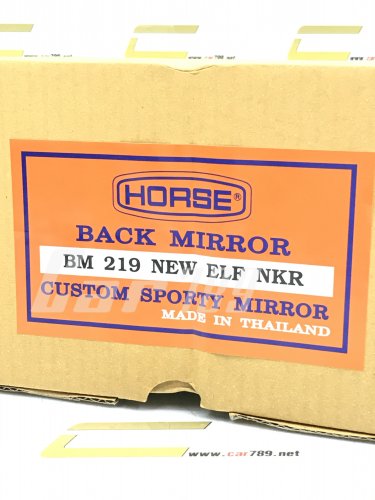 HORSE®
BACK MIRROR
BM 219 NEW ELF NKR
CUSTOM SPORTY MIRROR
MADE IN THAILAND
www.car789.net